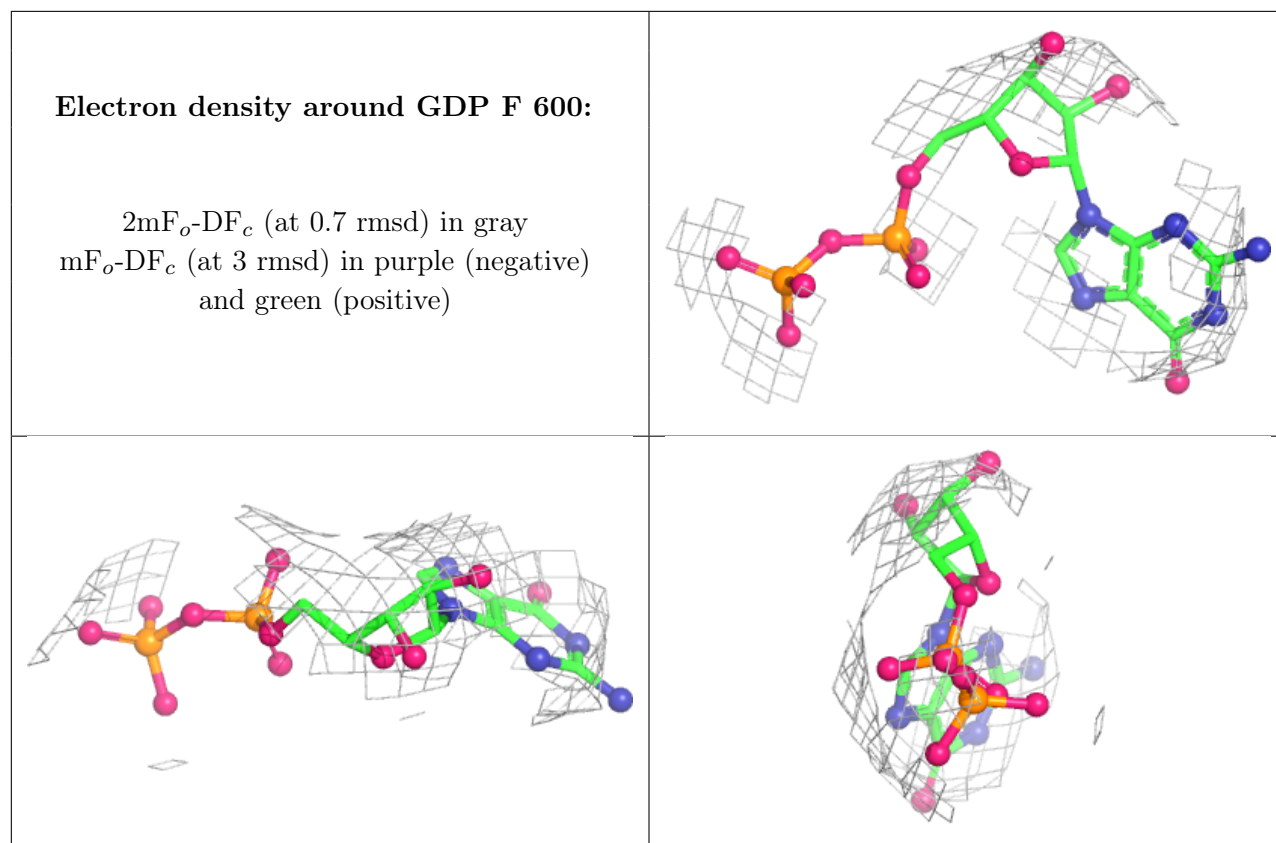 Electron density around GDP F 600:
2mFo-DFc (at 0.7 rmsd) in gray
mFo-DFc (at 3 rmsd) in purple (negative)
and green (positive)